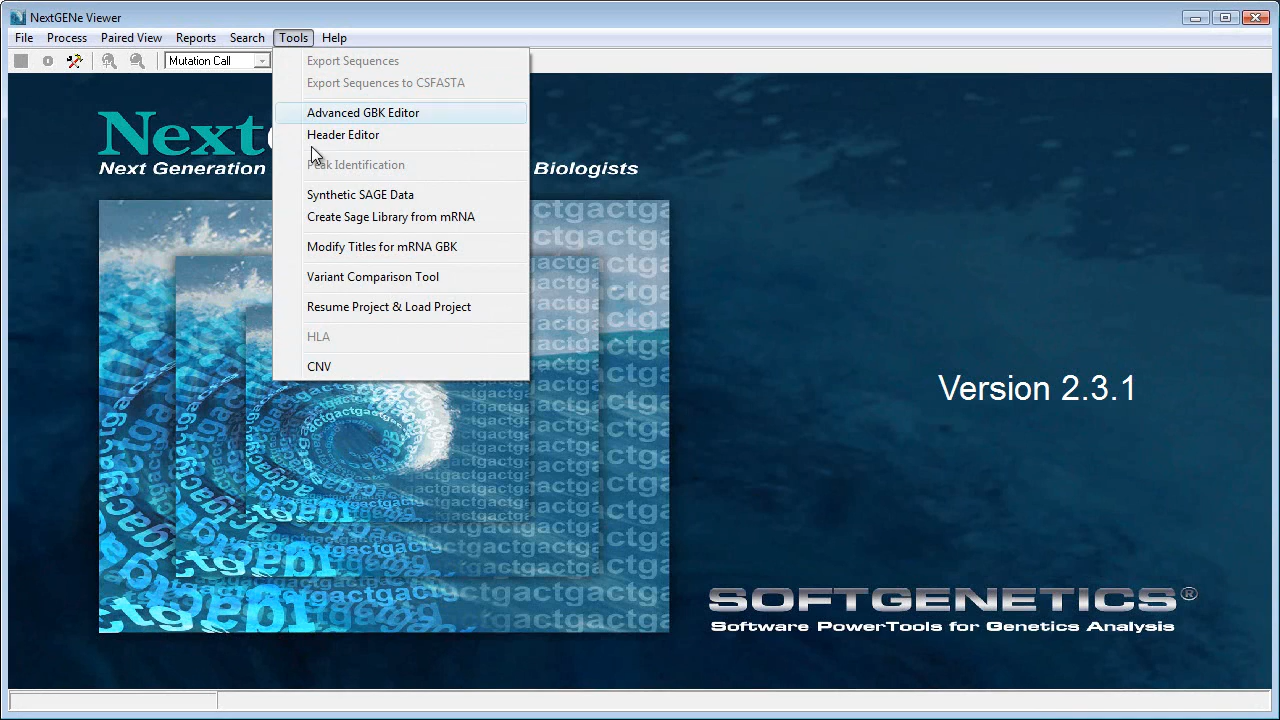 NextGENe Viewer
File Process Paired View Reports Search Tools Help
Mutation Call
Export Sequences
Export Sequences to CSFASTA
Advanced GBK Editor
Header Editor
Peak Identification
Synthetic SAGE Data
Create Sage Library from mRNA
Modify Titles for mRNA GBK
Variant Comparison Tool
Resume Project & Load Project
HLA
CNV
Next
Next Generation
Biologists
Version 2.3.1
SOFTGENETICS®
Software PowerTools for Genetics Analysis